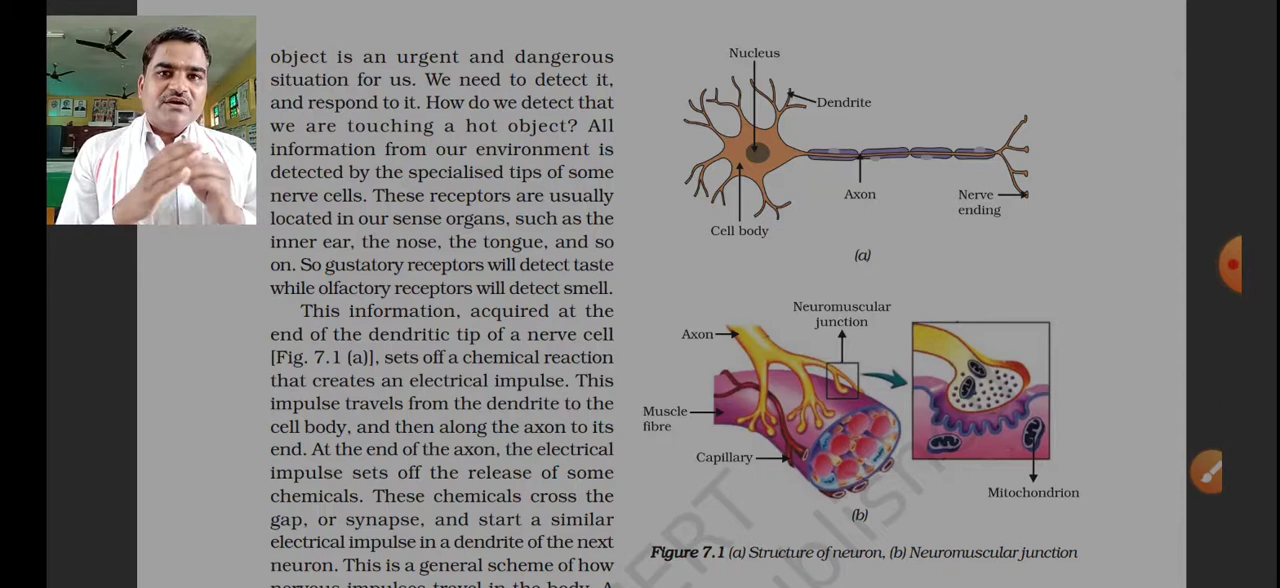 object is an urgent and dangerous
situation for us. We need to detect it,
and respond to it. How do we detect that
we are touching a hot object? All
information from our environment is
detected by the specialised tips of some
nerve cells. These receptors are usually
located in our sense organs, such as the
inner ear, the nose, the tongue, and so
on. So gustatory receptors will detect taste
while olfactory receptors will detect smell.
This information, acquired at the
end of the dendritic tip of a nerve cell
[Fig. 7.1 (a)], sets off a chemical reaction
that creates an electrical impulse. This
impulse travels from the dendrite to the
cell body, and then along the axon to its
end. At the end of the axon, the electrical
impulse sets off the release of some
chemicals. These chemicals cross the
gap, or synapse, and start a similar
electrical impulse in a dendrite of the next
neuron. This is a general scheme of how
nervous impulses travel in the body. A
Nucleus
Dendrite
Axon
Nerve
ending
Cell body
(a)
Neuromuscular
junction
Axon
Muscle
fibre
Capillary
Mitochondrion
(b)
Figure 7.1 (a) Structure of neuron, (b) Neuromuscular junction